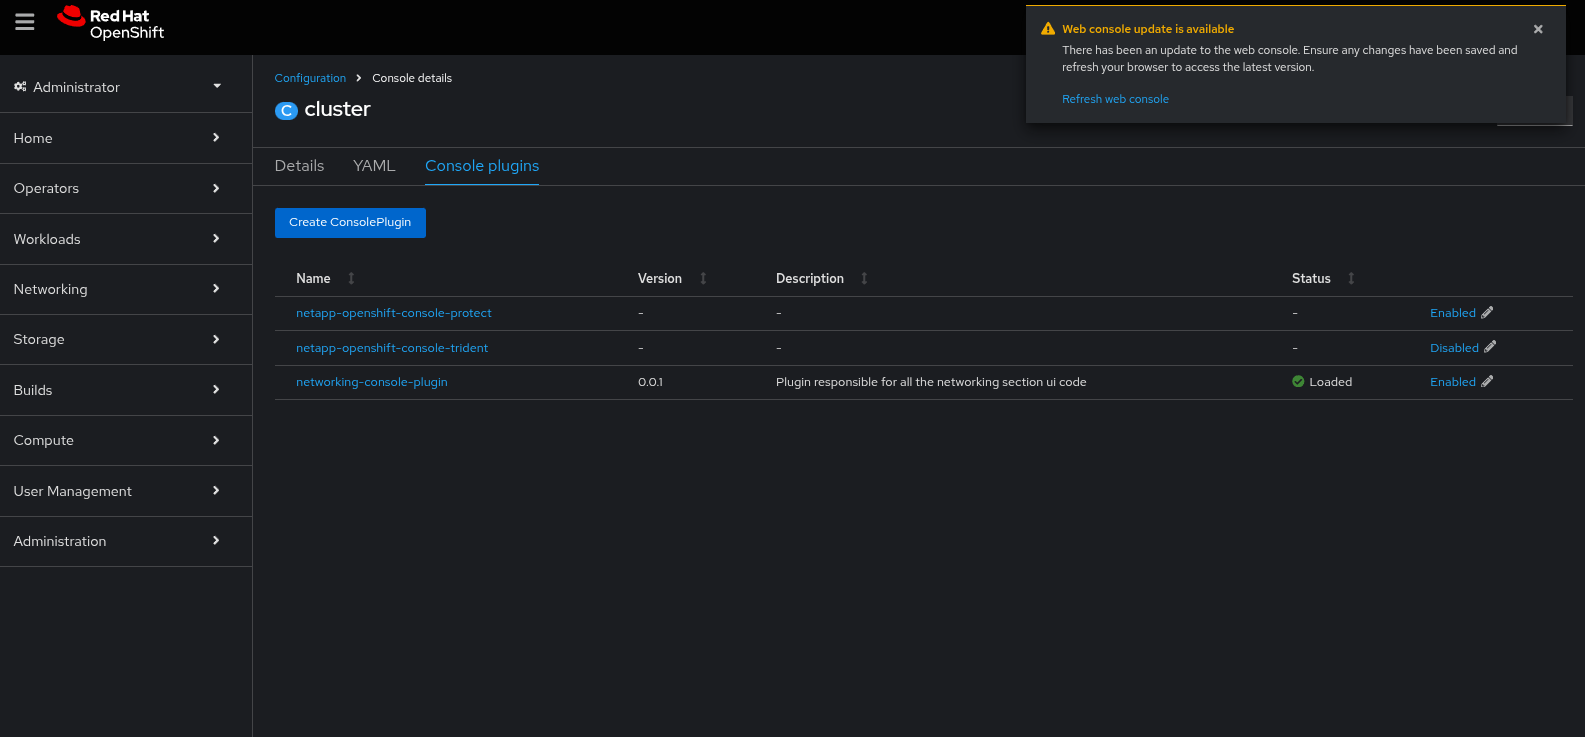 Red Hat
OpenShift
Web console update is available
There has been an update to the web console. Ensure any changes have been saved and
refresh your browser to access the latest version.
Refresh web console
Administrator
Home
Operators
Workloads
Networking
Storage
Builds
Compute
User Management
Administration
Configuration > Console details
C cluster
Details YAML Console plugins
Create ConsolePlugin
Name Version Description Status
netapp-openshift-console-protect - - - Enabled
netapp-openshift-console-trident - - - Disabled
networking-console-plugin 0.0.1 Plugin responsible for all the networking section ui code Loaded Enabled